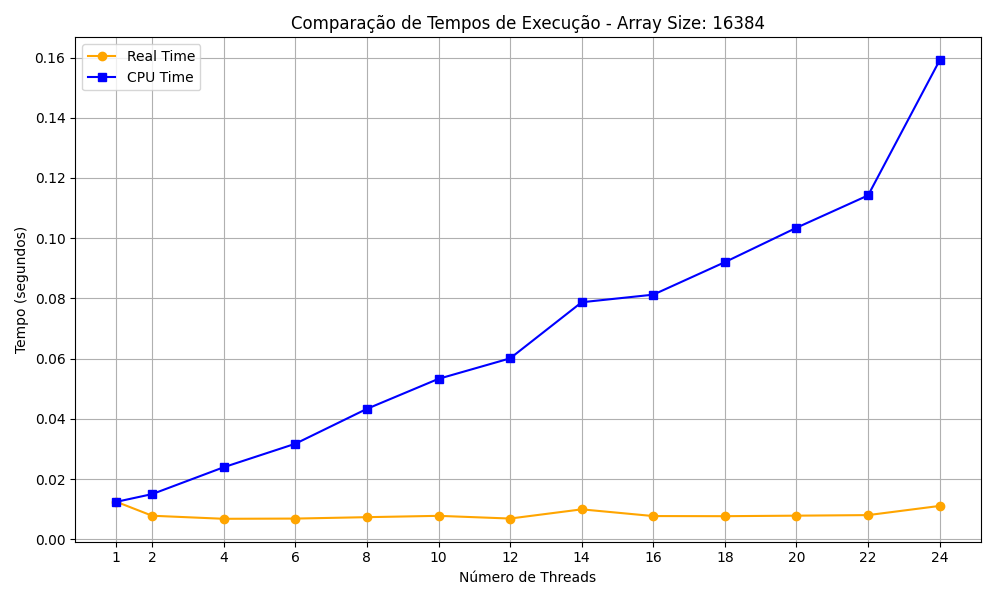 Comparação de Tempos de Execução - Array Size: 16384
Real Time
CPU Time
0.16
0.14
0.12
0.10
0.08
0.06
0.04
0.02
0.00
Tempo (segundos)
1 2 4 6 8 10 12 14 16 18 20 22 24
Número de Threads